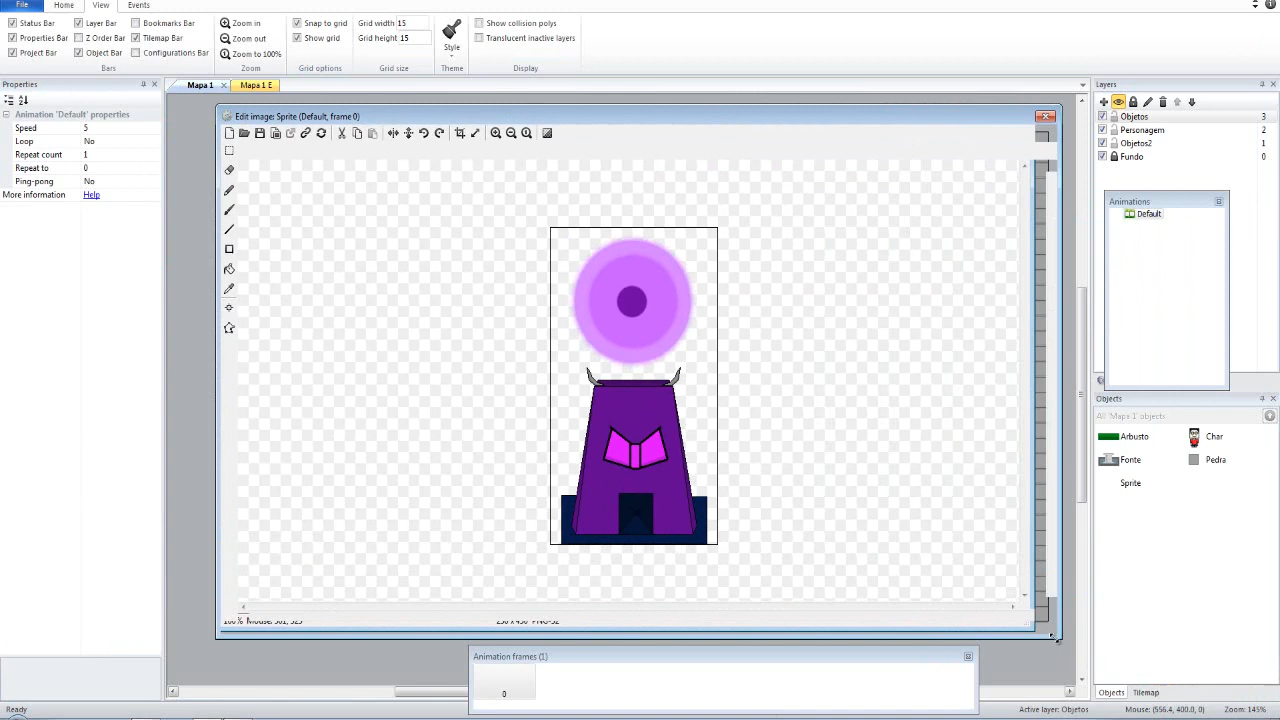 File Home View Events
Status Bar Layer Bar Bookmarks Bar Zoom in Snap to grid Grid width 15 Show collision polys
Properties Bar Z Order Bar Tilemap Bar Zoom out Show grid Grid height 15 Style Translucent inactive layers
Project Bar Object Bar Configurations Bar Zoom to 100%
Bars Zoom Grid options Grid size Theme Display
Properties
Mapa 1 Mapa 1 E
Layers
Animation 'Default' properties
Speed 5
Loop No
Repeat count 1
Repeat to 0
Ping-pong No
More information Help
Edit image: Sprite (Default, frame 0)
Objetos 3
Personagem 2
Objetos2 1
Fundo 0
Animations
Default
Objects
All 'Mapa 1' objects
Arbusto Char
Fonte Pedra
Sprite
Animation frames (1)
0
Objects Tilemap
Ready Active layer: Objetos Mouse: (556.4, 400.0, 0) Zoom: 145%